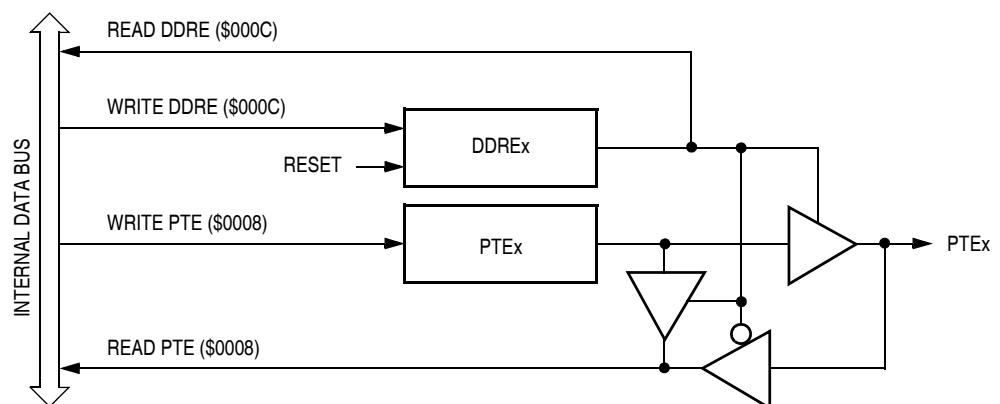 READ DDRE ($000C)
WRITE DDRE ($000C)
DDREx
RESET
WRITE PTE ($0008)
PTEx
PTEx
READ PTE ($0008)
INTERNAL DATA BUS